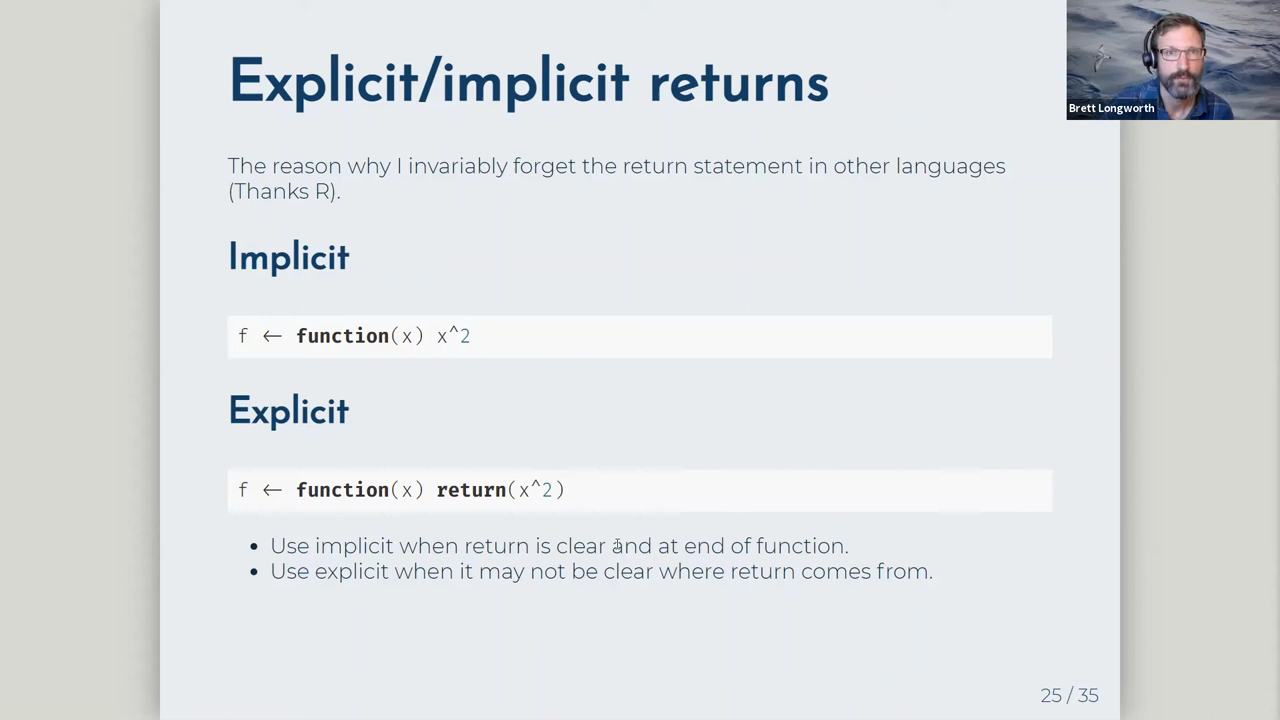 Explicit/implicit returns
Brett Longworth
The reason why I invariably forget the return statement in other languages
(Thanks R).
Implicit
f ← function(x) x^2
Explicit
f ← function(x) return(x^2)
• Use implicit when return is clear and at end of function.
• Use explicit when it may not be clear where return comes from.
25 / 35